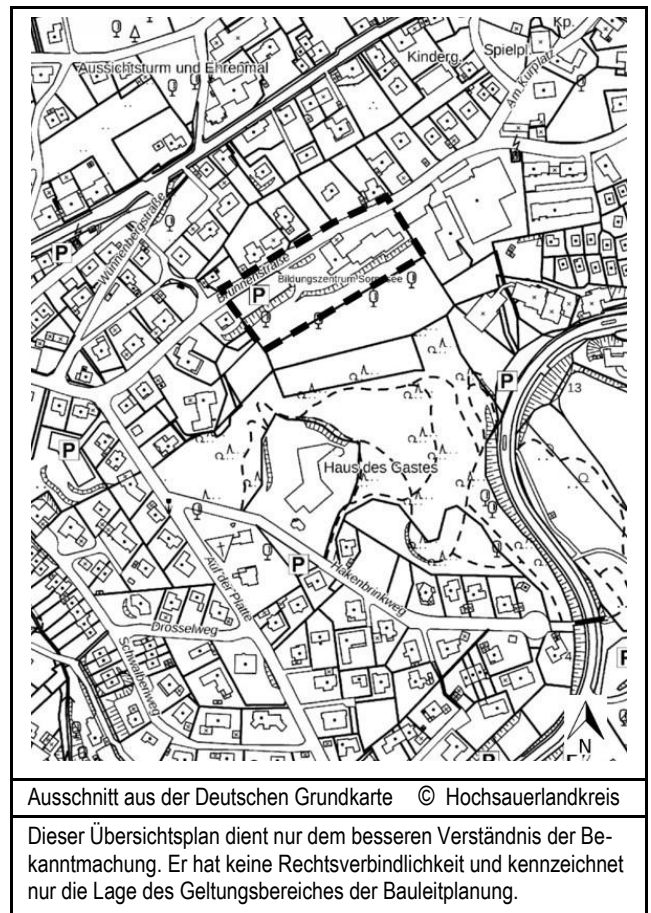 Kp.
Aussichtsturm und Ehrenmal
Kinderg.
Spielpl.
Am Kurplatz
P
Wünnenbergstraße
Brunnenstraße
P
Bildungszentrum Sorpesee
P
13
P
Haus des Gastes
P
Hakenbrinkweg
Auf der Platte
Drosselweg
Schwalbenweg
4
P
P
N
Ausschnitt aus der Deutschen Grundkarte © Hochsauerlandkreis
Dieser Übersichtsplan dient nur dem besseren Verständnis der Be-
kanntmachung. Er hat keine Rechtsverbindlichkeit und kennzeichnet
nur die Lage des Geltungsbereiches der Bauleitplanung.